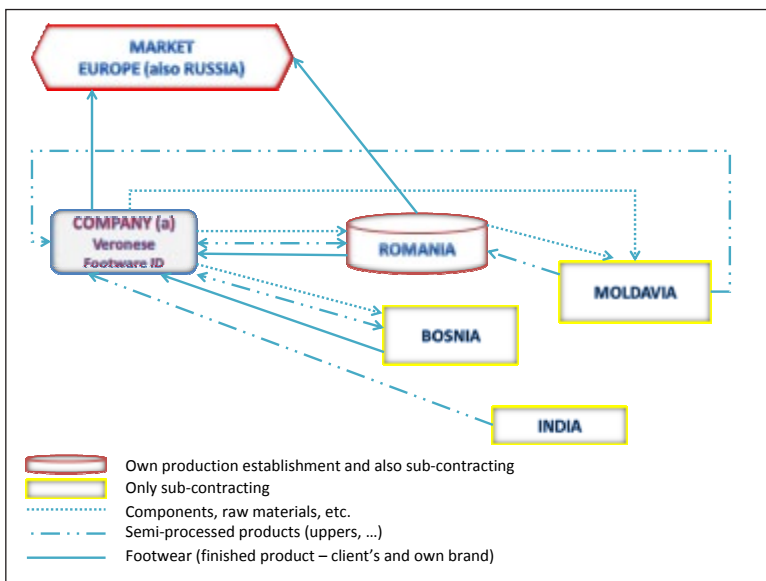 MARKET
EUROPE (also RUSSIA)
COMPANY (a)
Veronese
Footware ID
ROMANIA
MOLDAVIA
BOSNIA
INDIA
Own production establishment and also sub-contracting
Only sub-contracting
Components, raw materials, etc.
Semi-processed products (uppers, ...)
Footwear (finished product – client's and own brand)